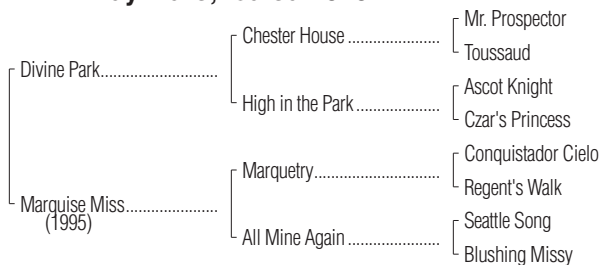 Chester House
Mr. Prospector
Toussaud
Divine Park
High in the Park
Ascot Knight
Czar's Princess
Marquise Miss
(1995)
Marquetry
Conquistador Cielo
Regent's Walk
All Mine Again
Seattle Song
Blushing Missy